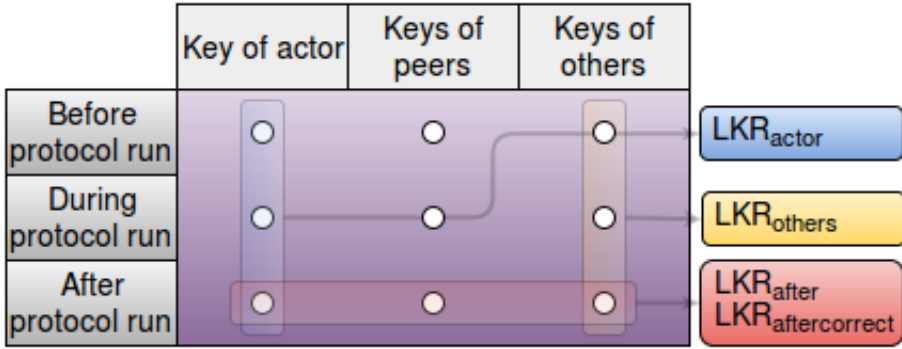 Key of actor
Keys of
peers
Keys of
others
Before
protocol run
During
protocol run
After
protocol run
LKRactor
LKRothers
LKRafter
LKRaftercorrect